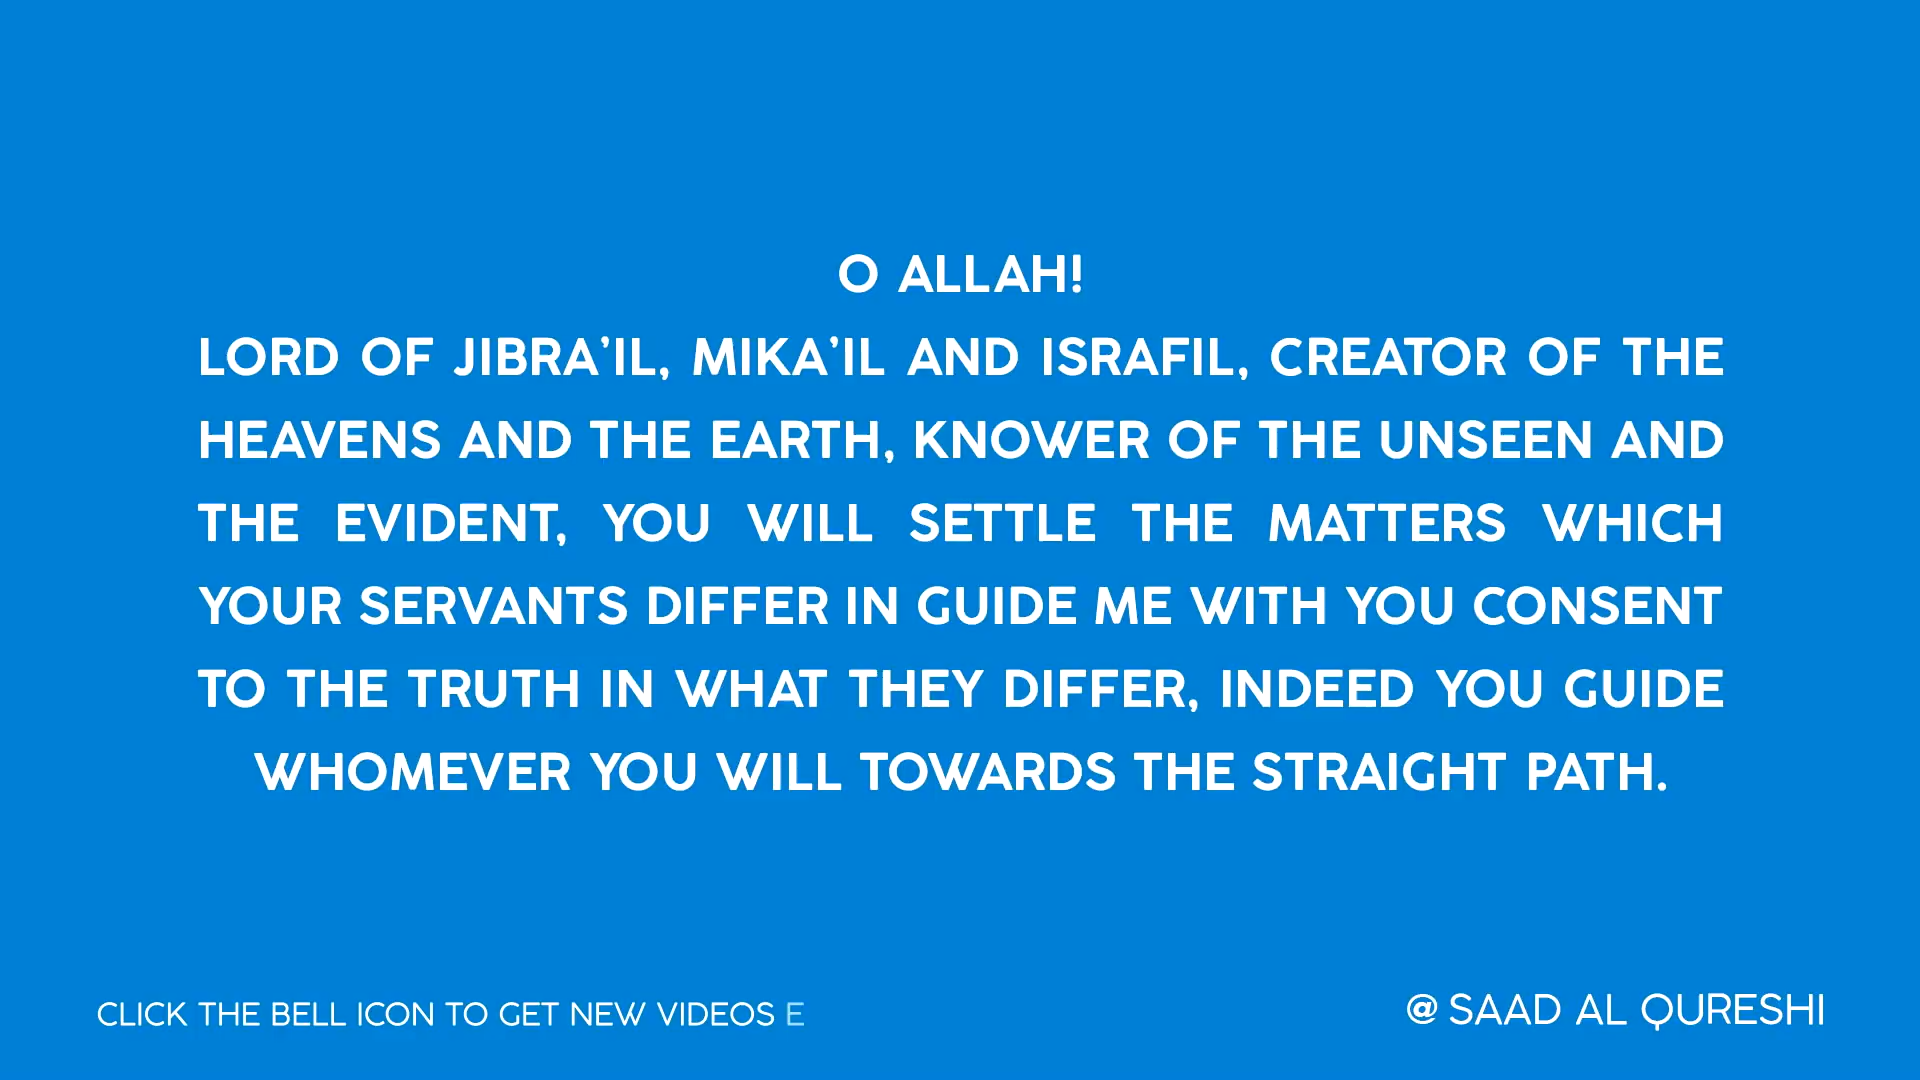 O ALLAH!
LORD OF JIBRA’IL, MIKA’IL AND ISRAFIL, CREATOR OF THE
HEAVENS AND THE EARTH, KNOWER OF THE UNSEEN AND
THE EVIDENT, YOU WILL SETTLE THE MATTERS WHICH
YOUR SERVANTS DIFFER IN GUIDE ME WITH YOU CONSENT
TO THE TRUTH IN WHAT THEY DIFFER, INDEED YOU GUIDE
WHOMEVER YOU WILL TOWARDS THE STRAIGHT PATH.
CLICK THE BELL ICON TO GET NEW VIDEOS E
@ SAAD AL QURESHI